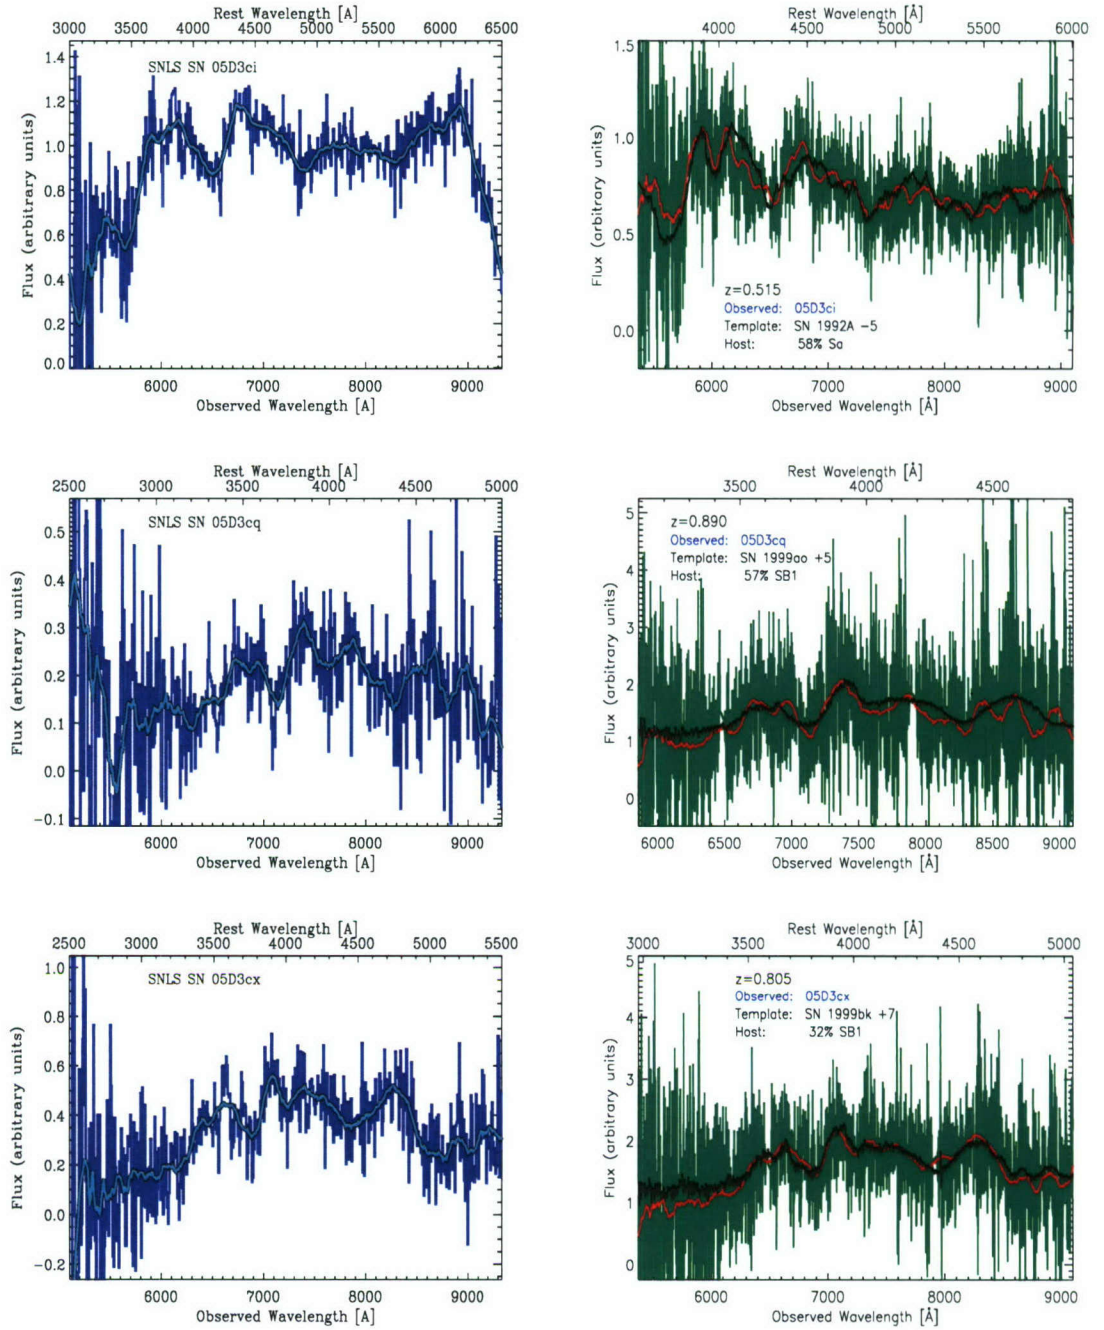 Rest Wavelength [A]
3000 3500 4000 4500 5000 5500 6000 6500
SNLS SN 05D3ci
Flux (arbitrary units)
1.4
1.2
1.0
0.8
0.6
0.4
0.2
0.0
6000 7000 8000 9000
Observed Wavelength [A]
Rest Wavelength [Å]
4000 4500 5000 5500 6000
Flux (arbitrary units)
1.5
1.0
0.5
0.0
z=0.515
Observed: 05D3ci
Template: SN 1992A -5
Host: 58% Sa
6000 7000 8000 9000
Observed Wavelength [Å]
Rest Wavelength [A]
2500 3000 3500 4000 4500 5000
SNLS SN 05D3cq
Flux (arbitrary units)
0.5
0.4
0.3
0.2
0.1
0.0
-0.1
6000 7000 8000 9000
Observed Wavelength [A]
Rest Wavelength [Å]
3500 4000 4500
Flux (arbitrary units)
5
4
3
2
1
0
z=0.890
Observed: 05D3cq
Template: SN 1999ao +5
Host: 57% SB1
6000 6500 7000 7500 8000 8500 9000
Observed Wavelength [Å]
Rest Wavelength [A]
2500 3000 3500 4000 4500 5000 5500
SNLS SN 05D3cx
Flux (arbitrary units)
1.0
0.8
0.6
0.4
0.2
0.0
-0.2
6000 7000 8000 9000
Observed Wavelength [A]
Rest Wavelength [Å]
3000 3500 4000 4500 5000
Flux (arbitrary units)
5
4
3
2
1
0
z=0.805
Observed: 05D3cx
Template: SN 1999bk +7
Host: 32% SB1
6000 7000 8000 9000
Observed Wavelength [Å]